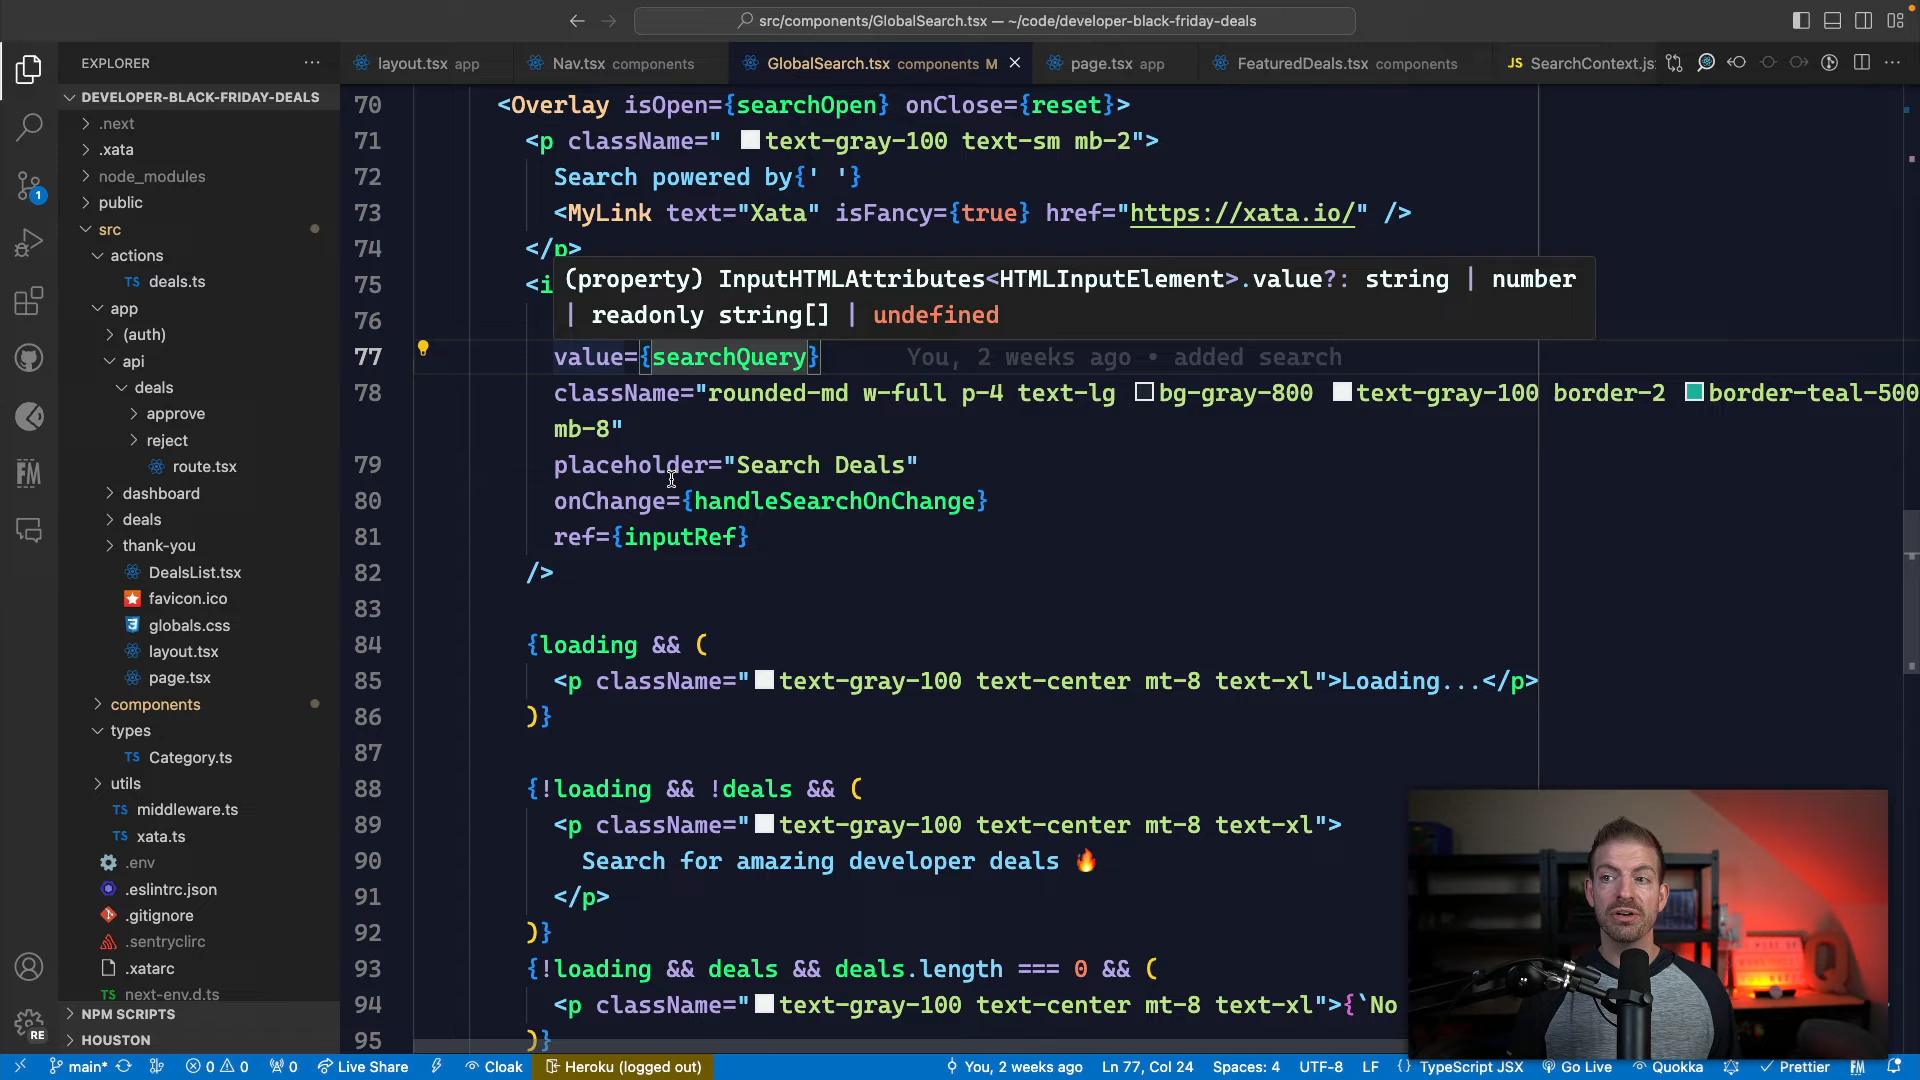 src/components/GlobalSearch.tsx — ~/code/developer-black-friday-deals
EXPLORER
layout.tsx app
Nav.tsx components
GlobalSearch.tsx components M
page.tsx app
FeaturedDeals.tsx components
JS SearchContext.js
DEVELOPER-BLACK-FRIDAY-DEALS
.next
.xata
node_modules
public
src
actions
TS deals.ts
app
(auth)
api
deals
approve
reject
route.tsx
dashboard
deals
thank-you
DealsList.tsx
favicon.ico
globals.css
layout.tsx
page.tsx
components
types
TS Category.ts
utils
TS middleware.ts
TS xata.ts
.env
.eslintrc.json
.gitignore
.sentryclirc
.xatarc
TS next-env.d.ts
NPM SCRIPTS
HOUSTON
1
FM
RE
70 <Overlay isOpen={searchOpen} onClose={reset}>
71 <p className=" text-gray-100 text-sm mb-2">
72 Search powered by{' '}
73 <MyLink text="Xata" isFancy={true} href="https://xata.io/" />
74 </p>
75 <i
(property) InputHTMLAttributes<HTMLInputElement>.value?: string | number
| readonly string[] | undefined
76
77 value={searchQuery} You, 2 weeks ago • added search
78 className="rounded-md w-full p-4 text-lg bg-gray-800 text-gray-100 border-2 border-teal-500
mb-8"
79 placeholder="Search Deals"
80 onChange={handleSearchOnChange}
81 ref={inputRef}
82 />
83
84 {loading && (
85 <p className=" text-gray-100 text-center mt-8 text-xl">Loading...</p>
86 )}
87
88 {!loading && !deals && (
89 <p className=" text-gray-100 text-center mt-8 text-xl">
90 Search for amazing developer deals 🔥
91 </p>
92 )}
93 {!loading && deals && deals.length === 0 && (
94 <p className=" text-gray-100 text-center mt-8 text-xl">{`No
95 )}
main* 0 0 0 Live Share Cloak Heroku (logged out) You, 2 weeks ago Ln 77, Col 24 Spaces: 4 UTF-8 LF {} TypeScript JSX Go Live Quokka Prettier FM